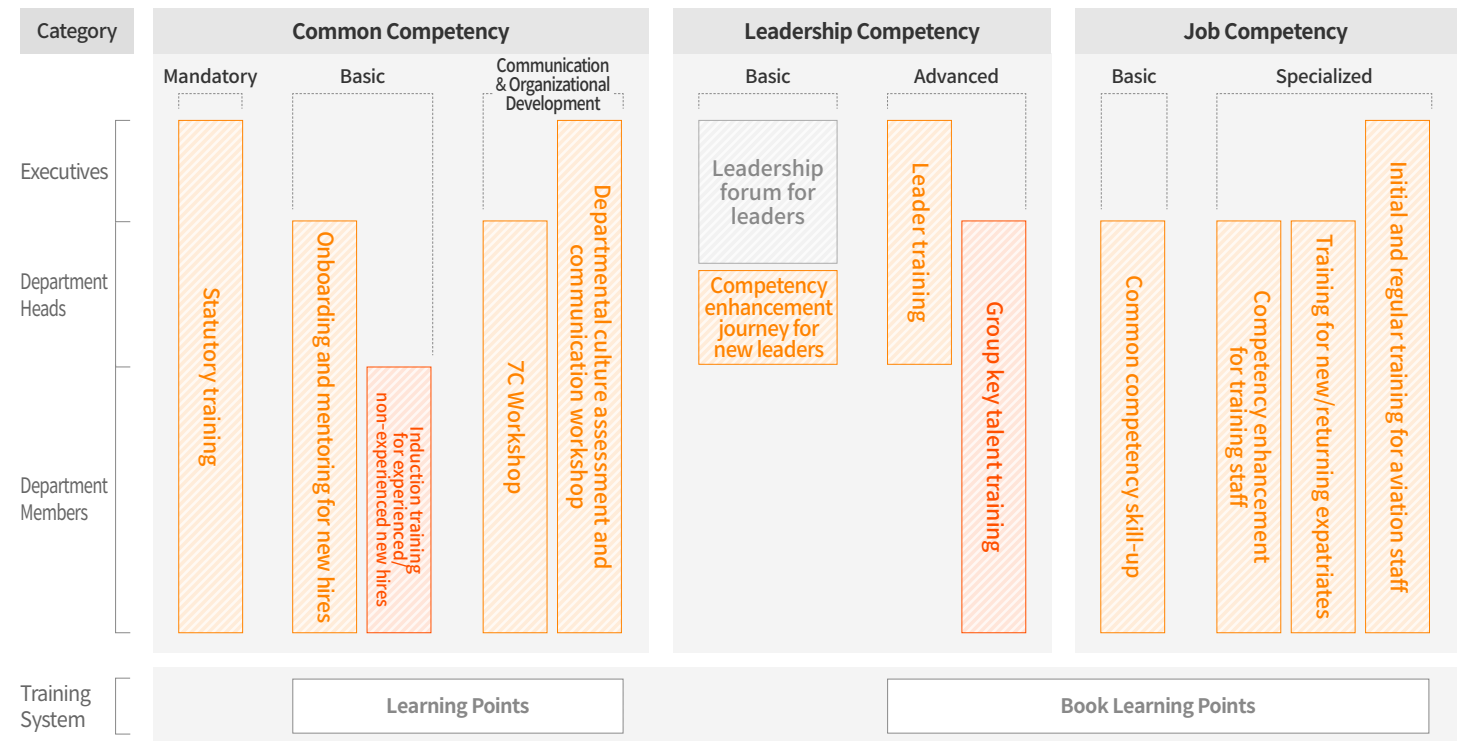 Category
Common Competency
Leadership Competency
Job Competency
Mandatory
Basic
Communication
& Organizational
Development
Basic
Advanced
Basic
Specialized
Executives
Department
Heads
Department
Members
Statutory training
Onboarding and mentoring for new hires
Induction training
for experienced/
non-experienced new hires
7C Workshop
Departmental culture assessment and
communication workshop
Leadership
forum for
leaders
Competency
enhancement
journey for
new leaders
Leader training
Group key talent training
Common competency skill-up
Competency enhancement
for training staff
Training for new/returning expatriates
Initial and regular training for aviation staff
Training
System
Learning Points
Book Learning Points